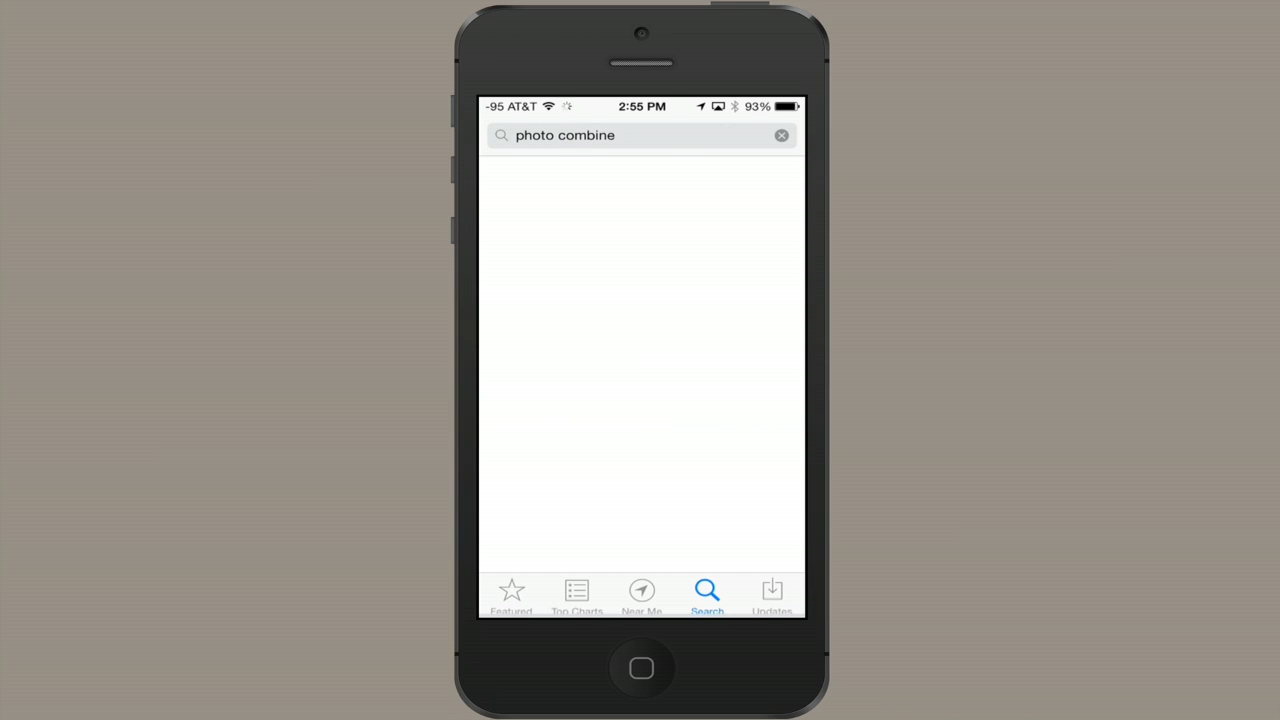 -95 AT&T 2:55 PM 93%
photo combine
Featured Top Charts Near Me Search Updates